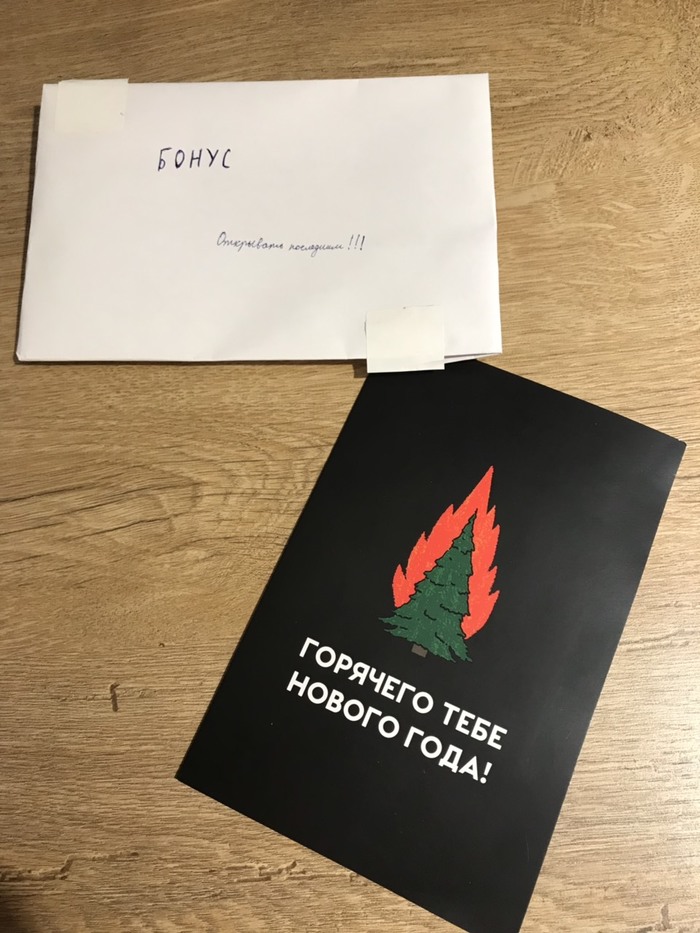 БОНУС
Открывать последним!!!
ГОРЯЧЕГО ТЕБЕ
НОВОГО ГОДА!